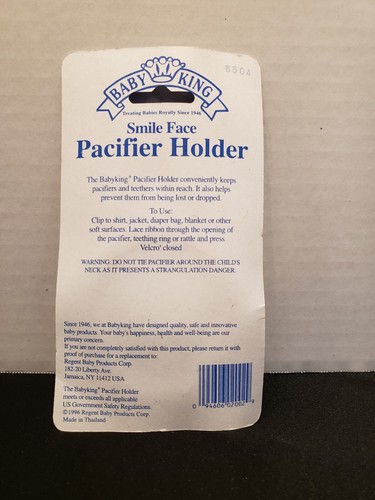 6504
BABY KING
Treating Babies Royally Since 1946
Smile Face
Pacifier Holder
The Babyking® Pacifier Holder conveniently keeps
pacifiers and teethers within reach. It also helps
prevent them from being lost or dropped.
To Use:
Clip to shirt, jacket, diaper bag, blanket or other
soft surfaces. Lace ribbon through the opening of
the pacifier, teething ring or rattle and press
Velcro® closed
WARNING: DO NOT TIE PACIFIER AROUND THE CHILD'S
NECK AS IT PRESENTS A STRANGULATION DANGER.
Since 1946, we at Babyking have designed quality, safe and innovative
baby products. Your baby's happiness, health and well-being are our
primary concern.
If you are not completely satisfied with this product, please return it with
proof of purchase for a replacement to:
Regent Baby Products Corp.
182-20 Liberty Ave.
Jamaica, NY 11412 USA
The Babyking® Pacifier Holder
meets or exceeds all applicable
US Government Safety Regulations.
© 1996 Regent Baby Products Corp.
Made in Thailand
0 94606 02002 9